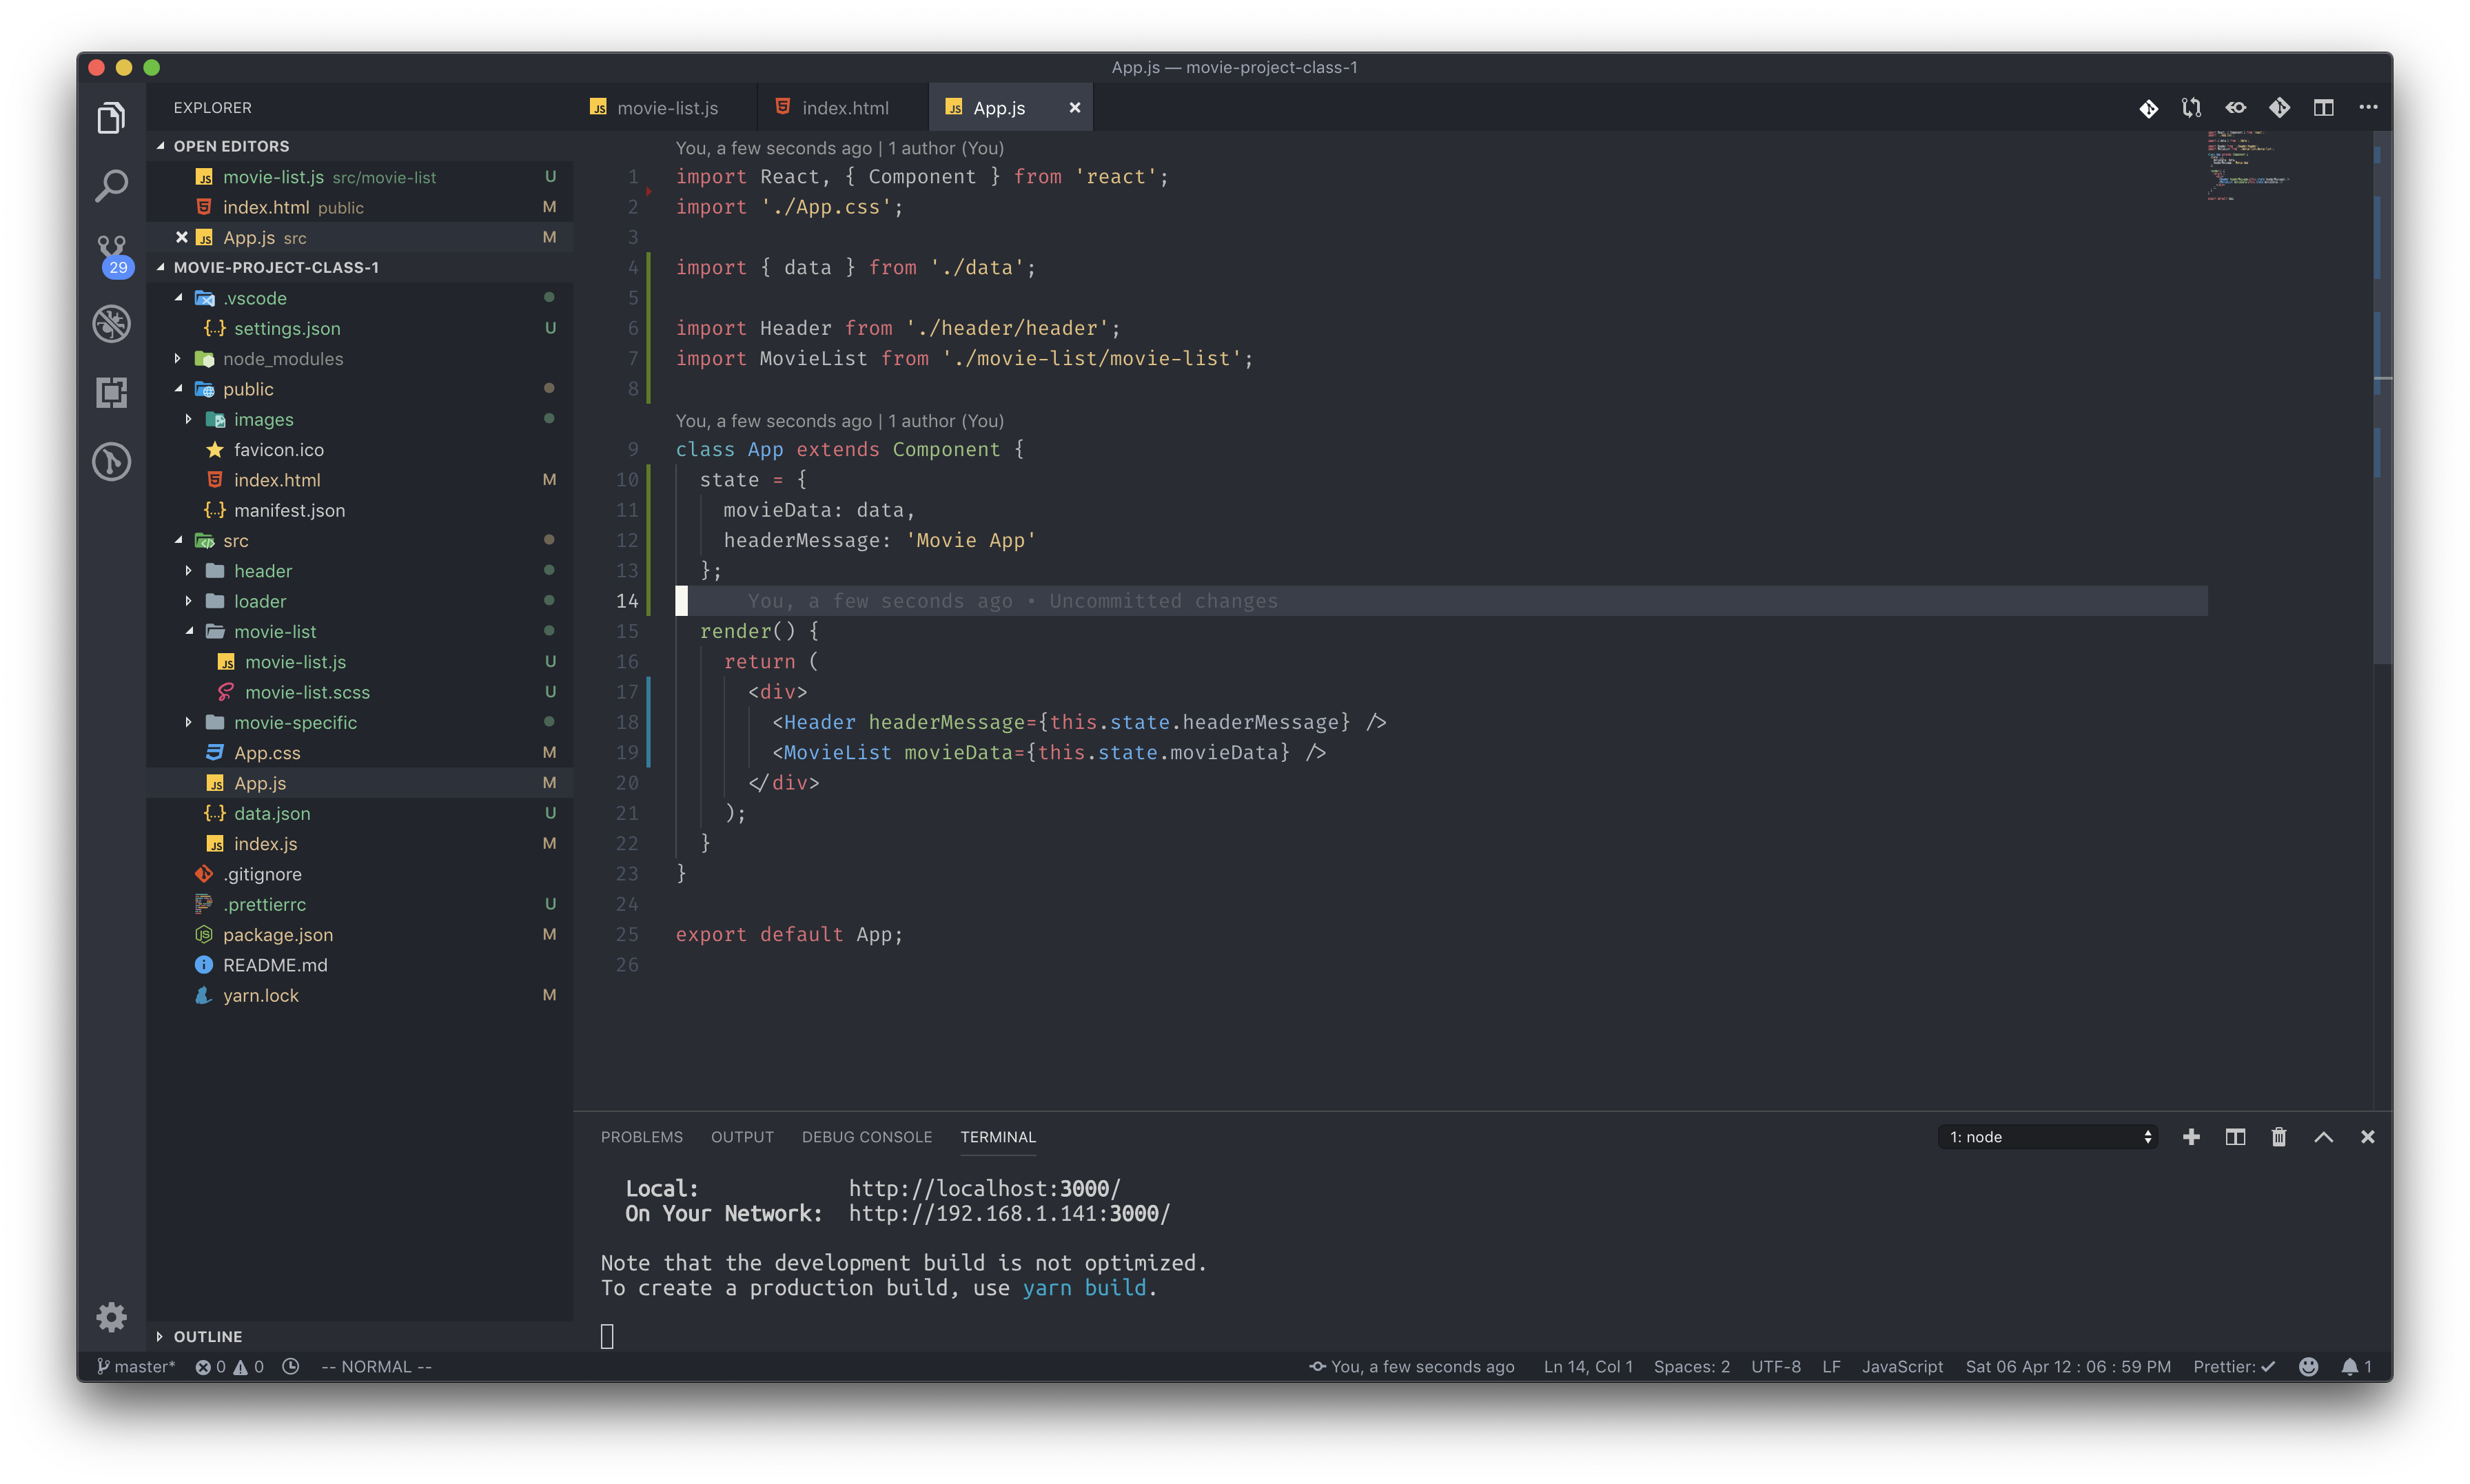 App.js — movie-project-class-1
EXPLORER
OPEN EDITORS
movie-list.js src/movie-list U
index.html public M
App.js src M
29
MOVIE-PROJECT-CLASS-1
.vscode
settings.json U
node_modules
public
images
favicon.ico
index.html M
manifest.json
src
header
loader
movie-list
movie-list.js U
movie-list.scss U
movie-specific
App.css M
App.js M
data.json U
index.js M
.gitignore
.prettierrc U
package.json M
README.md
yarn.lock M
OUTLINE
movie-list.js index.html App.js
You, a few seconds ago | 1 author (You)
1 import React, { Component } from 'react';
2 import './App.css';
3
4 import { data } from './data';
5
6 import Header from './header/header';
7 import MovieList from './movie-list/movie-list';
8
You, a few seconds ago | 1 author (You)
9 class App extends Component {
10 state = {
11 movieData: data,
12 headerMessage: 'Movie App'
13 };
14 You, a few seconds ago • Uncommitted changes
15 render() {
16 return (
17 <div>
18 <Header headerMessage={this.state.headerMessage} />
19 <MovieList movieData={this.state.movieData} />
20 </div>
21 );
22 }
23 }
24
25 export default App;
26
PROBLEMS OUTPUT DEBUG CONSOLE TERMINAL 1: node
Local: http://localhost:3000/
On Your Network: http://192.168.1.141:3000/
Note that the development build is not optimized.
To create a production build, use yarn build.
master* 0 0 -- NORMAL -- You, a few seconds ago Ln 14, Col 1 Spaces: 2 UTF-8 LF JavaScript Sat 06 Apr 12 : 06 : 59 PM Prettier: ✓ 1